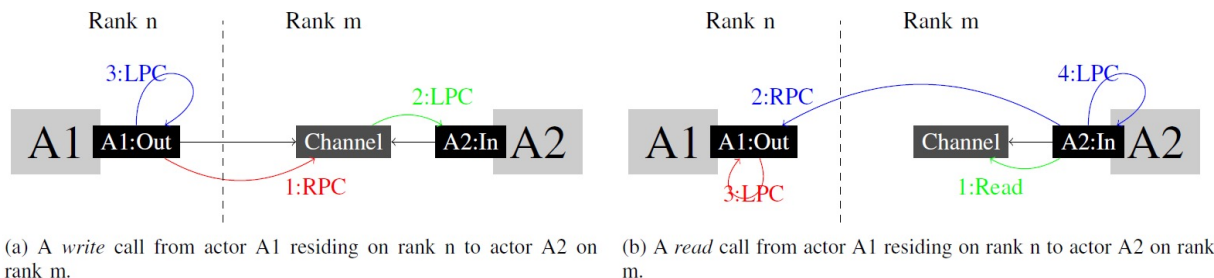 Rank n
Rank m
3:LPC
2:LPC
A1
A1:Out
Channel
A2:In
A2
1:RPC
(a) A write call from actor A1 residing on rank n to actor A2 on
rank m.
Rank n
Rank m
4:LPC
2:RPC
A1
A1:Out
Channel
A2:In
A2
3:LPC
1:Read
(b) A read call from actor A1 residing on rank n to actor A2 on rank
m.